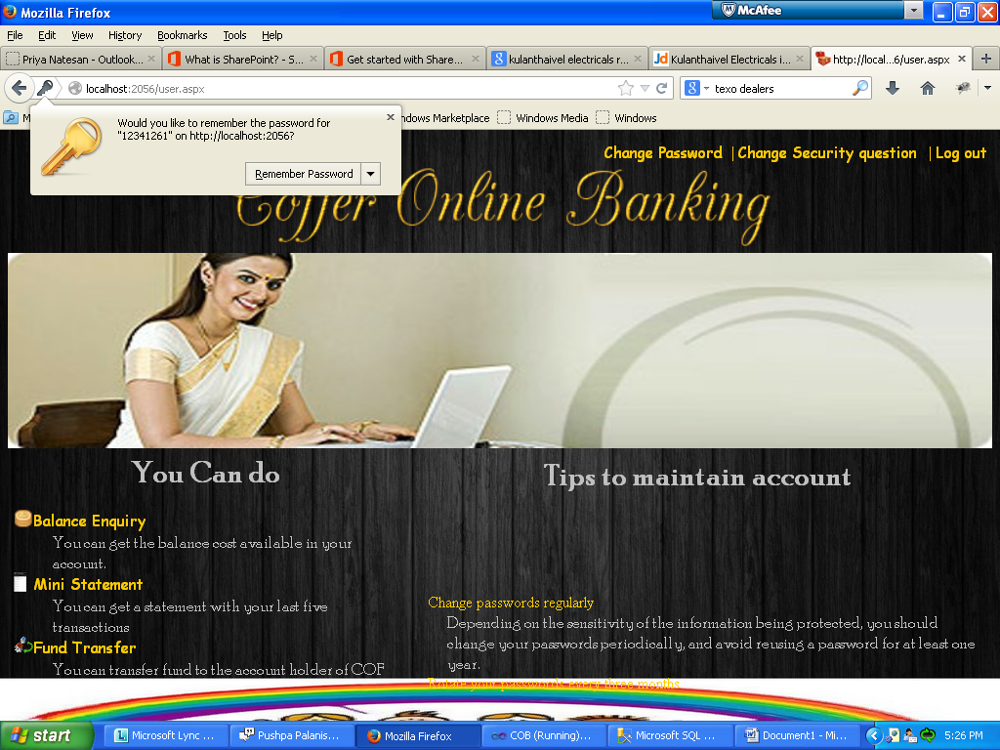 Mozilla Firefox
McAfee
File Edit View History Bookmarks Tools Help
Priya Natesan - Outlook...
What is SharePoint? - S...
Get started with Share...
kulanthaivel electricals r...
Kulanthaivel Electricals i...
http://local...6/user.aspx
localhost:2056/user.aspx
texo dealers
Would you like to remember the password for
"12341261" on http://localhost:2056?
Remember Password
ndows Marketplace
Windows Media
Windows
Change Password | Change Security question | Log out
Coffer Online Banking
You Can do
Tips to maintain account
Balance Enquiry
You can get the balance cost available in your
account.
Mini Statement
You can get a statement with your last five
transactions
Fund Transfer
You can transfer fund to the account holder of COF
Change passwords regularly
Depending on the sensitivity of the information being protected, you should
change your passwords periodically, and avoid reusing a password for at least one
year.
Rotate your passwords every three months
start
Microsoft Lync ...
Pushpa Palanis...
Mozilla Firefox
COB (Running)...
Microsoft SQL ...
Document1 - Mi...
5:26 PM